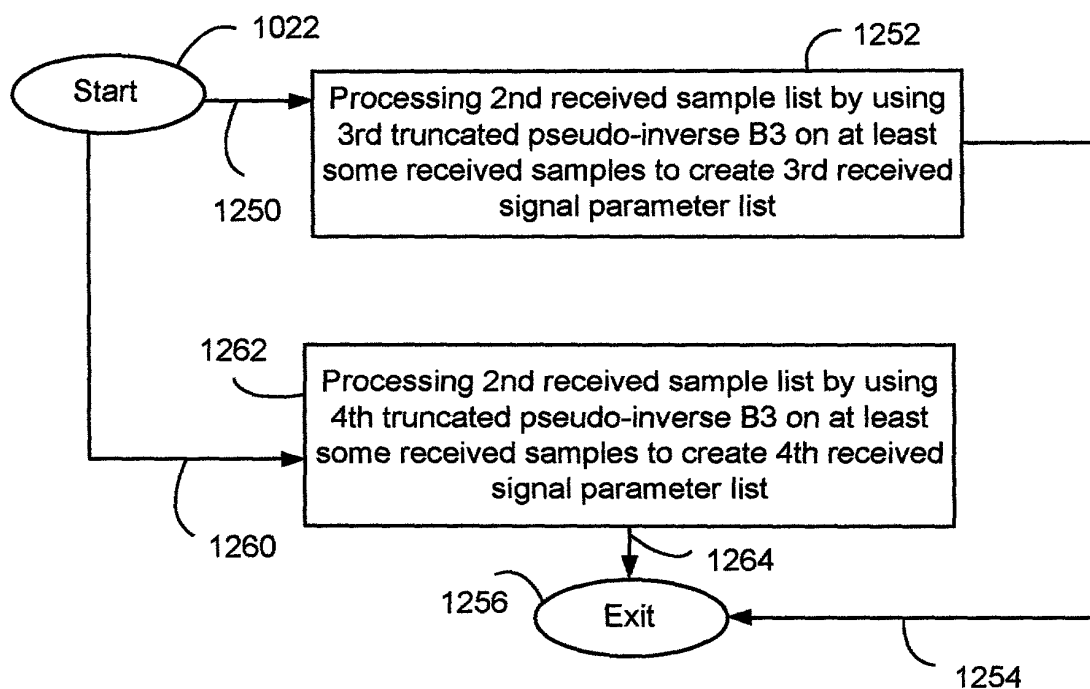 1022
Start
1252
Processing 2nd received sample list by using
3rd truncated pseudo-inverse B3 on at least
some received samples to create 3rd received
signal parameter list
1250
1262
Processing 2nd received sample list by using
4th truncated pseudo-inverse B3 on at least
some received samples to create 4th received
signal parameter list
1260
1264
1256
Exit
1254